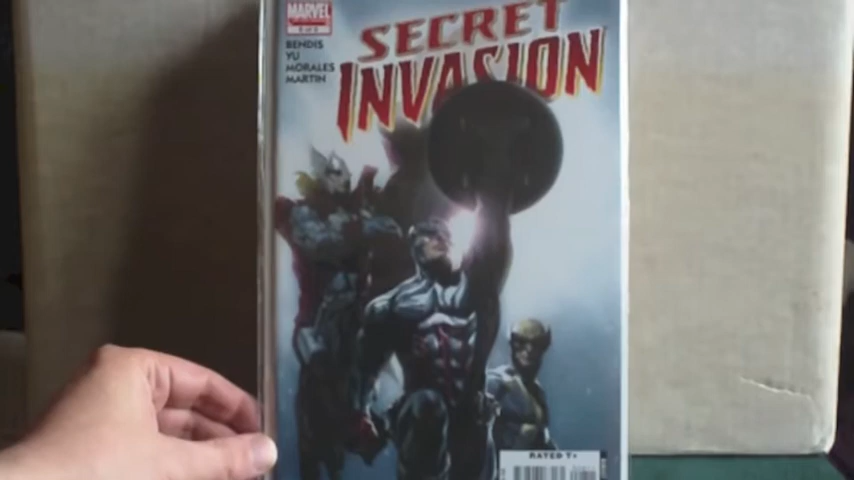 MARVEL
SECRET
INVASION
BENDIS
YU
MORALES
MARTIN
RATED T+